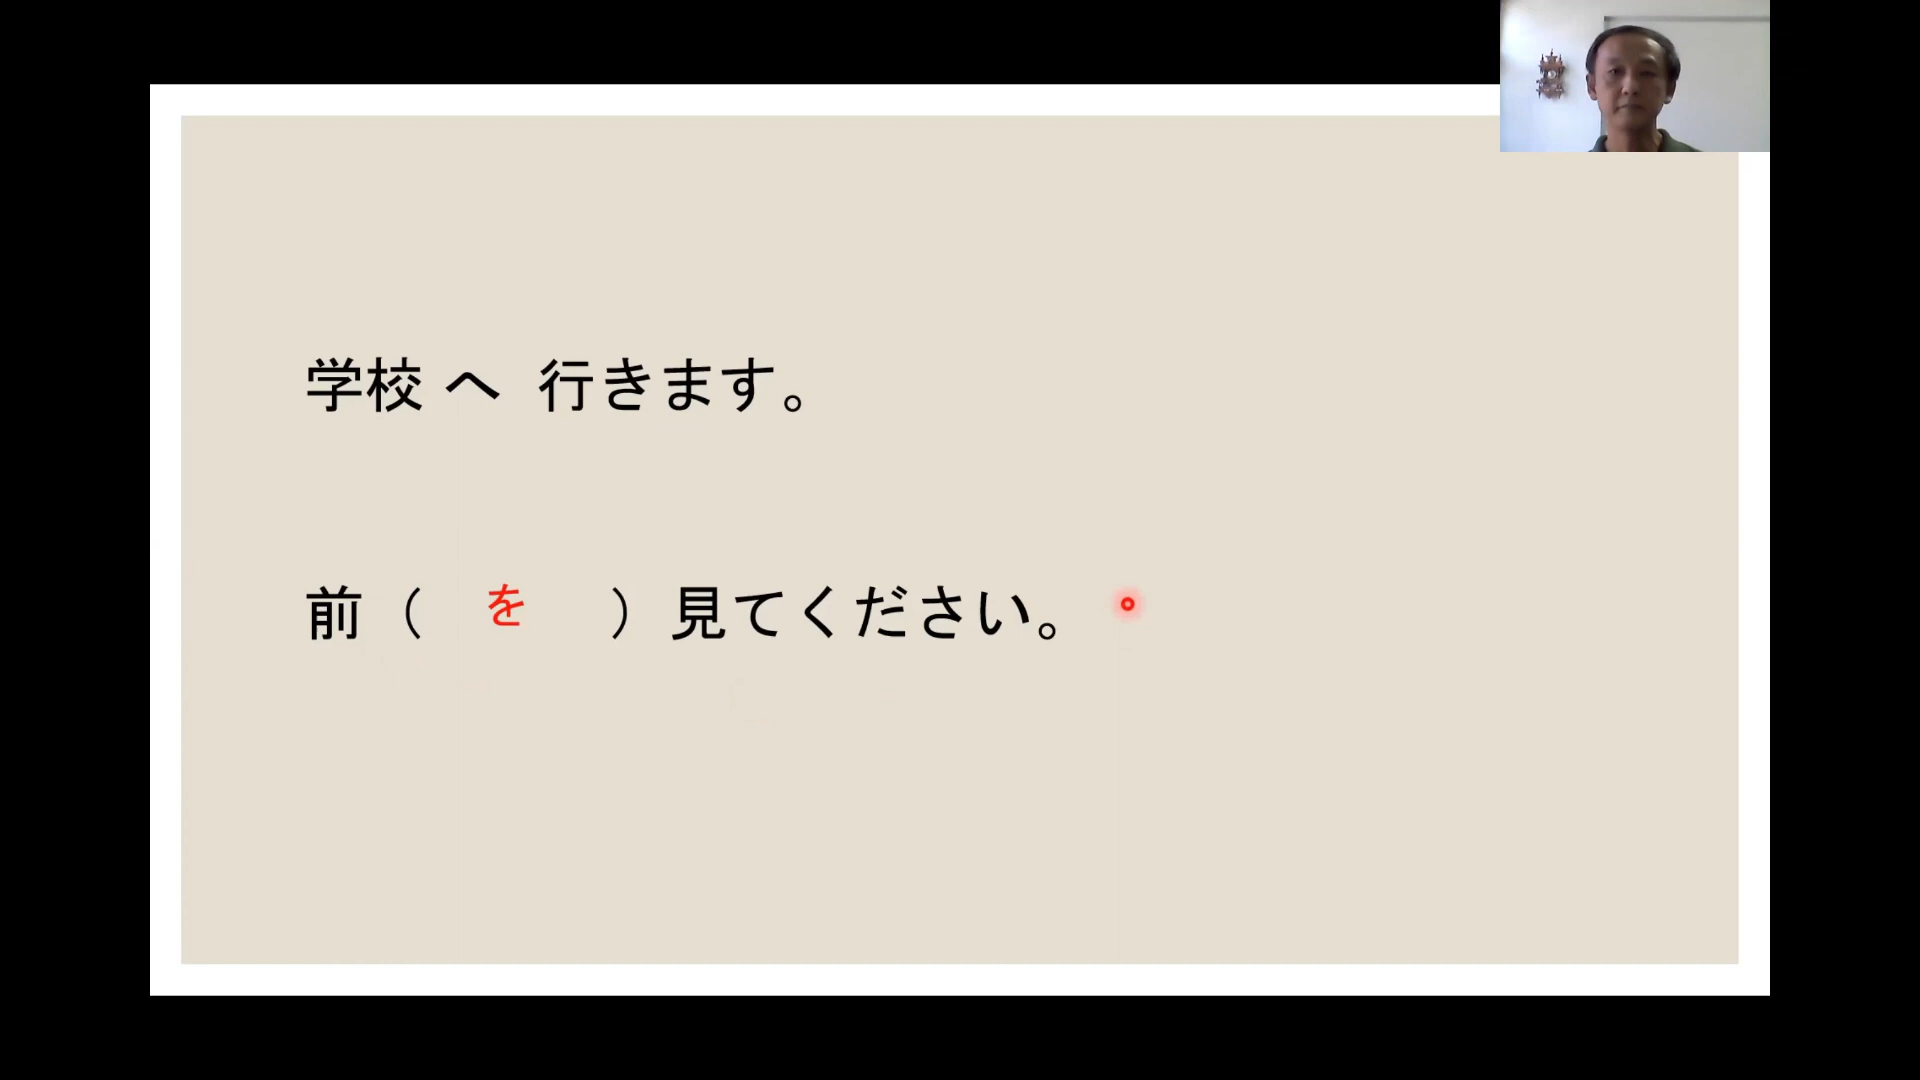 学校 へ 行きます。
前（ を ）見てください。